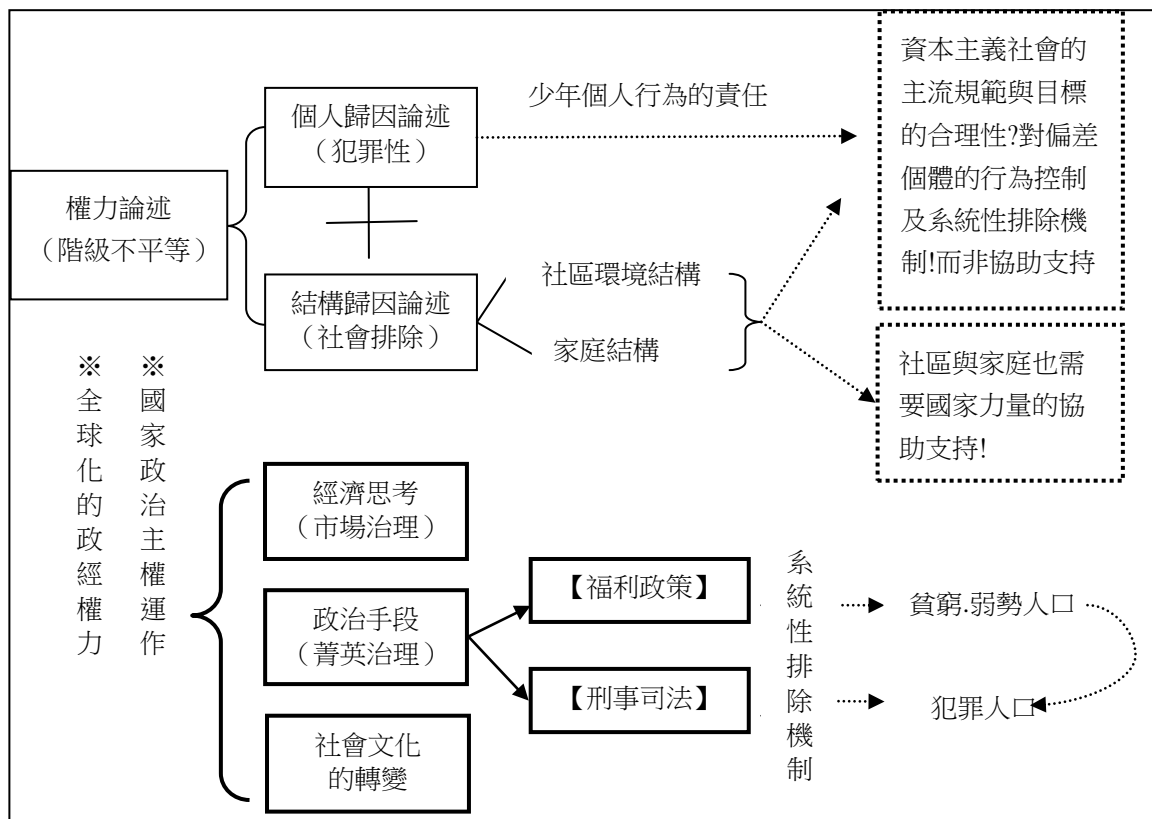 資本主義社會的
主流規範與目標
的合理性?對偏差
個體的行為控制
及系統性排除機
制!而非協助支持
少年個人行為的責任
個人歸因論述
（犯罪性）
權力論述
（階級不平等）
結構歸因論述
（社會排除）
社區環境結構
家庭結構
社區與家庭也需
要國家力量的協
助支持!
※國家政治主權運作
※全球化的政經權力
經濟思考
（市場治理）
政治手段
（菁英治理）
社會文化
的轉變
【福利政策】
【刑事司法】
系統性排除機制
貧窮.弱勢人口
犯罪人口